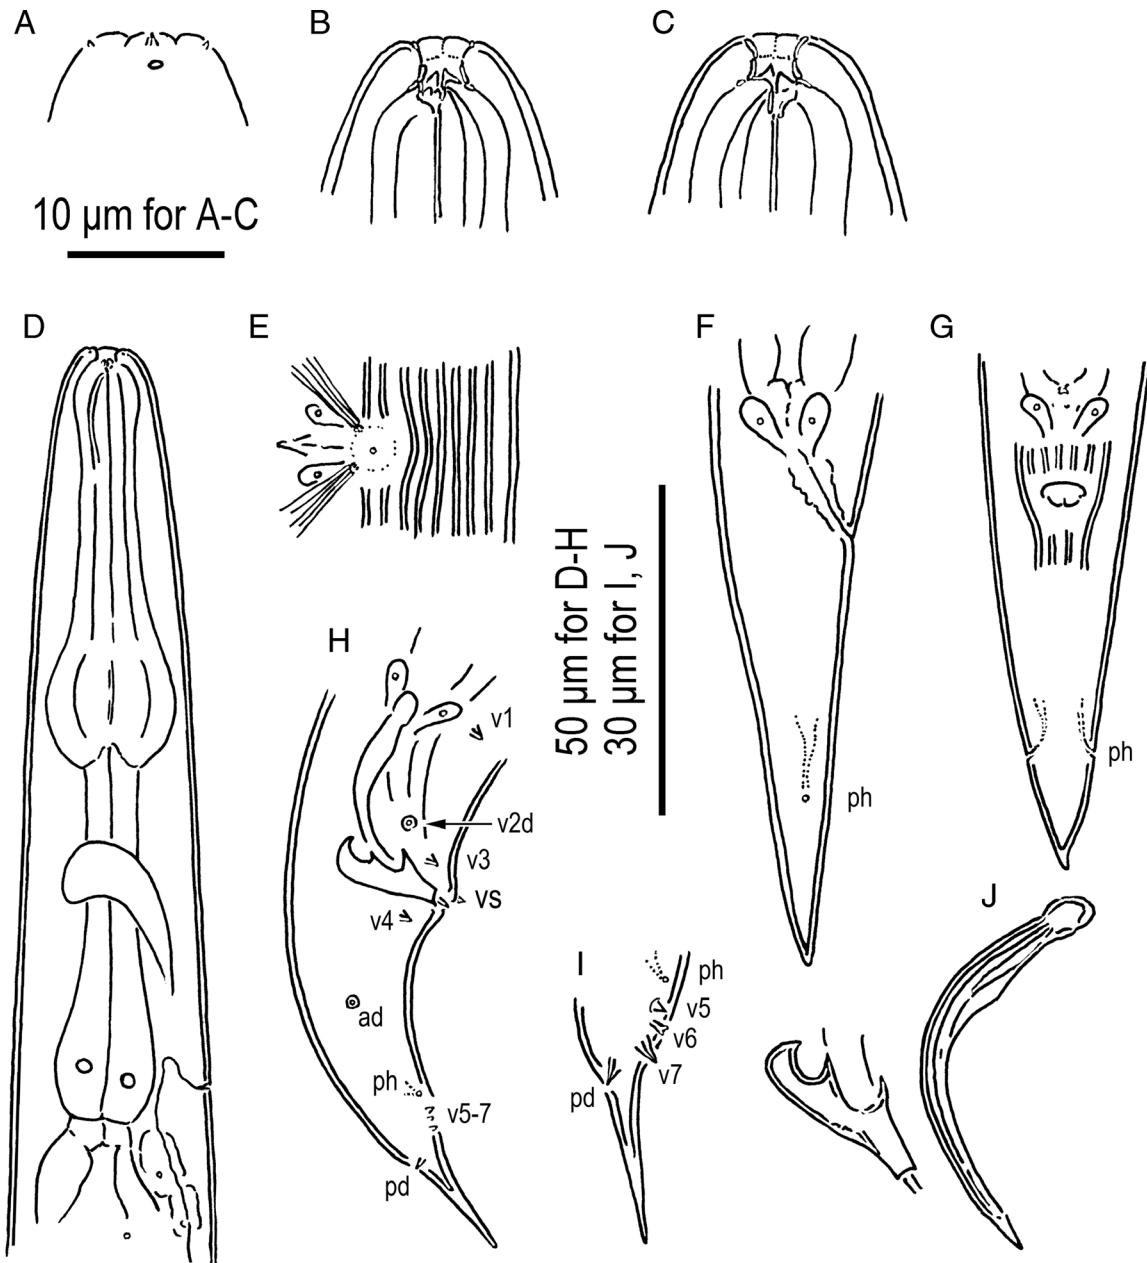 A
B
C
10 µm for A-C
D
E
F
G
50 µm for D-H
30 µm for I, J
H
v1
v2d
v3
vs
v4
ad
ph
v5-7
pd
ph
ph
I
ph
v5
v6
v7
pd
J